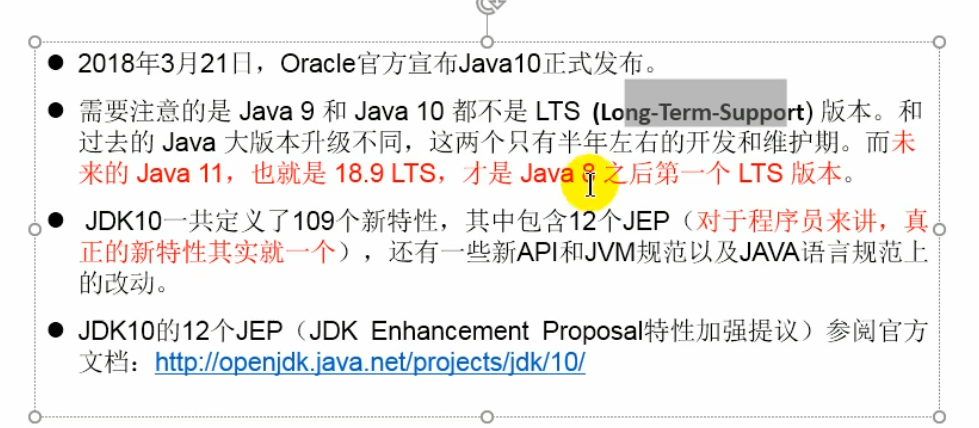 ● 2018年3月21日，Oracle官方宣布Java10正式发布。
● 需要注意的是 Java 9 和 Java 10 都不是 LTS (Long-Term-Support) 版本。和
过去的 Java 大版本升级不同，这两个只有半年左右的开发和维护期。而未
来的 Java 11，也就是 18.9 LTS，才是 Java 8 之后第一个 LTS 版本。
● JDK10一共定义了109个新特性，其中包含12个JEP（对于程序员来讲，真
正的新特性其实就一个），还有一些新API和JVM规范以及JAVA语言规范上
的改动。
● JDK10的12个JEP（JDK Enhancement Proposal特性加强提议）参阅官方
文档：http://openjdk.java.net/projects/jdk/10/